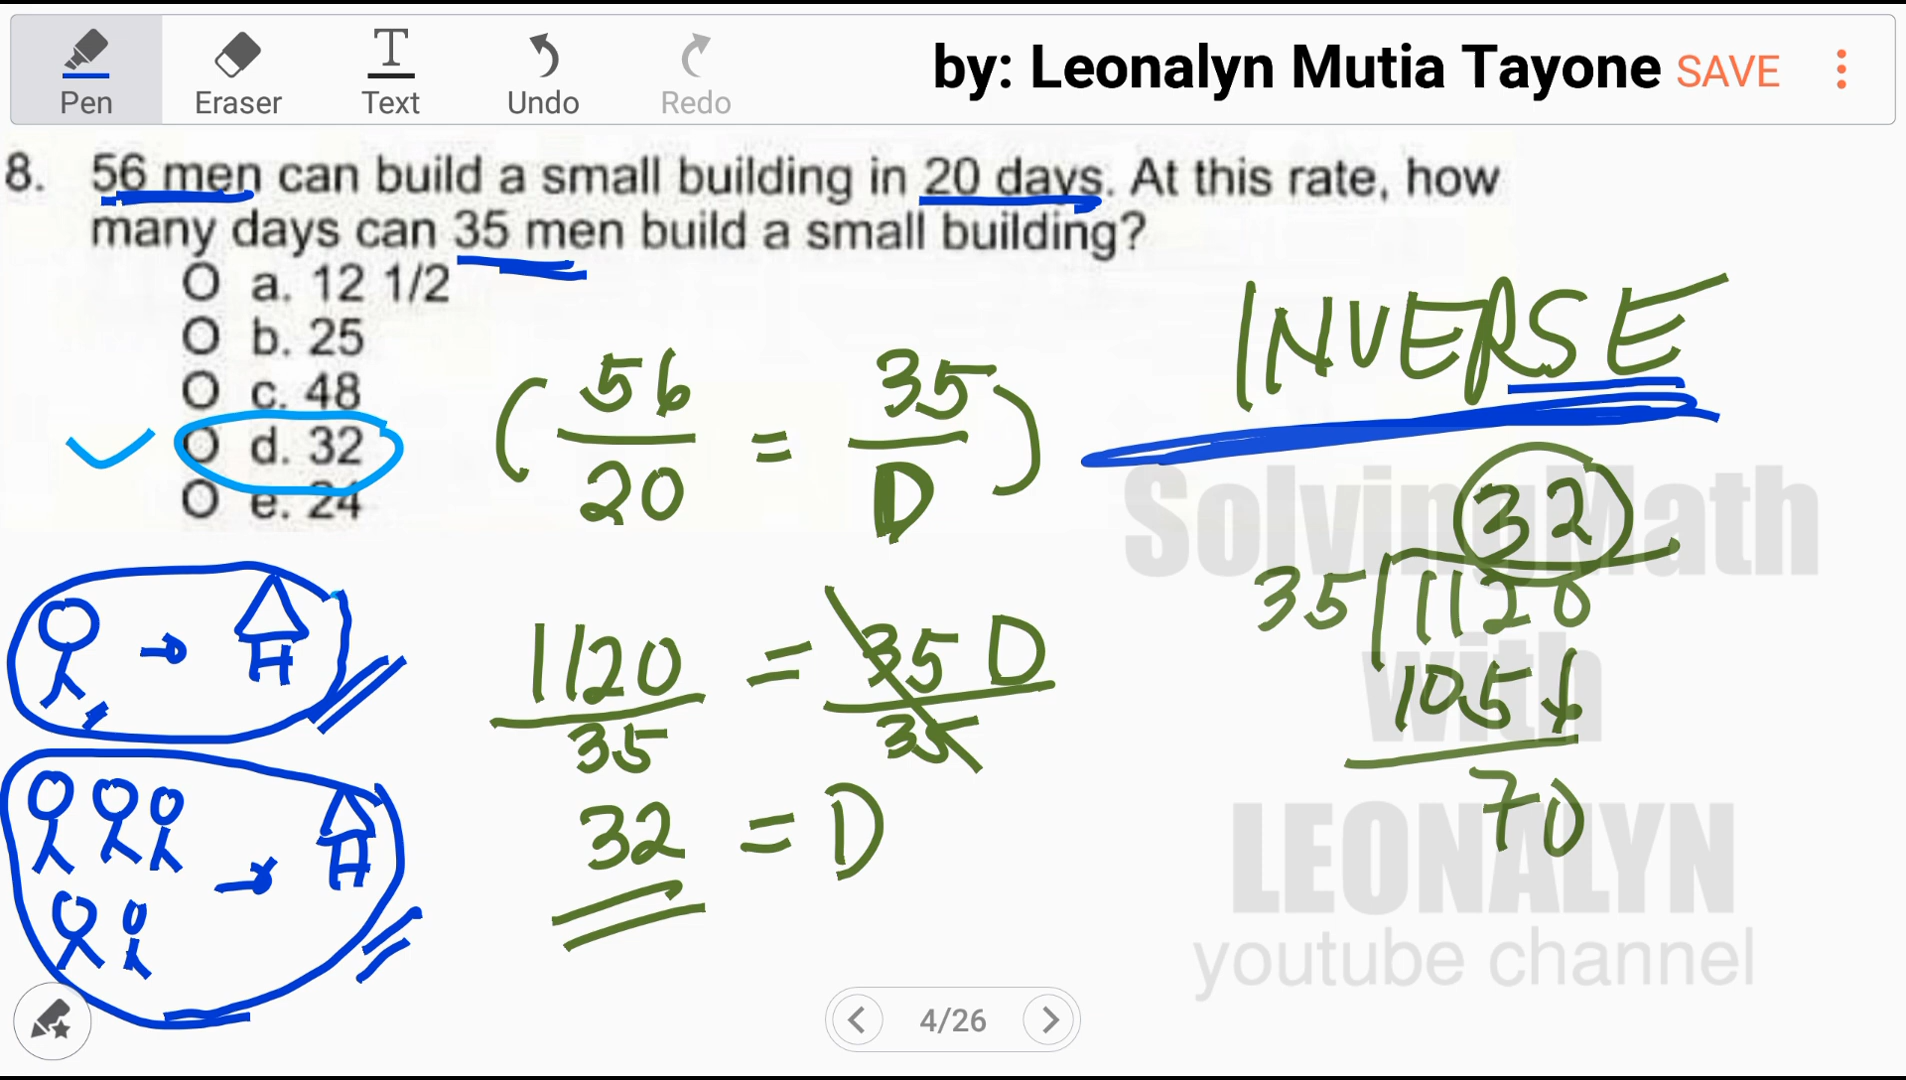 Pen Eraser Text Undo Redo by: Leonalyn Mutia Tayone SAVE
8. 56 men can build a small building in 20 days. At this rate, how
many days can 35 men build a small building?
O a. 12 1/2
O b. 25
O c. 48
O d. 32
O e. 24
( 56/20 = 35/D )
1120/35 = 35D/35
32 = D
INVERSE
32
35 1120
105
70
Solving Math
with
LEONALYN
youtube channel
4/26